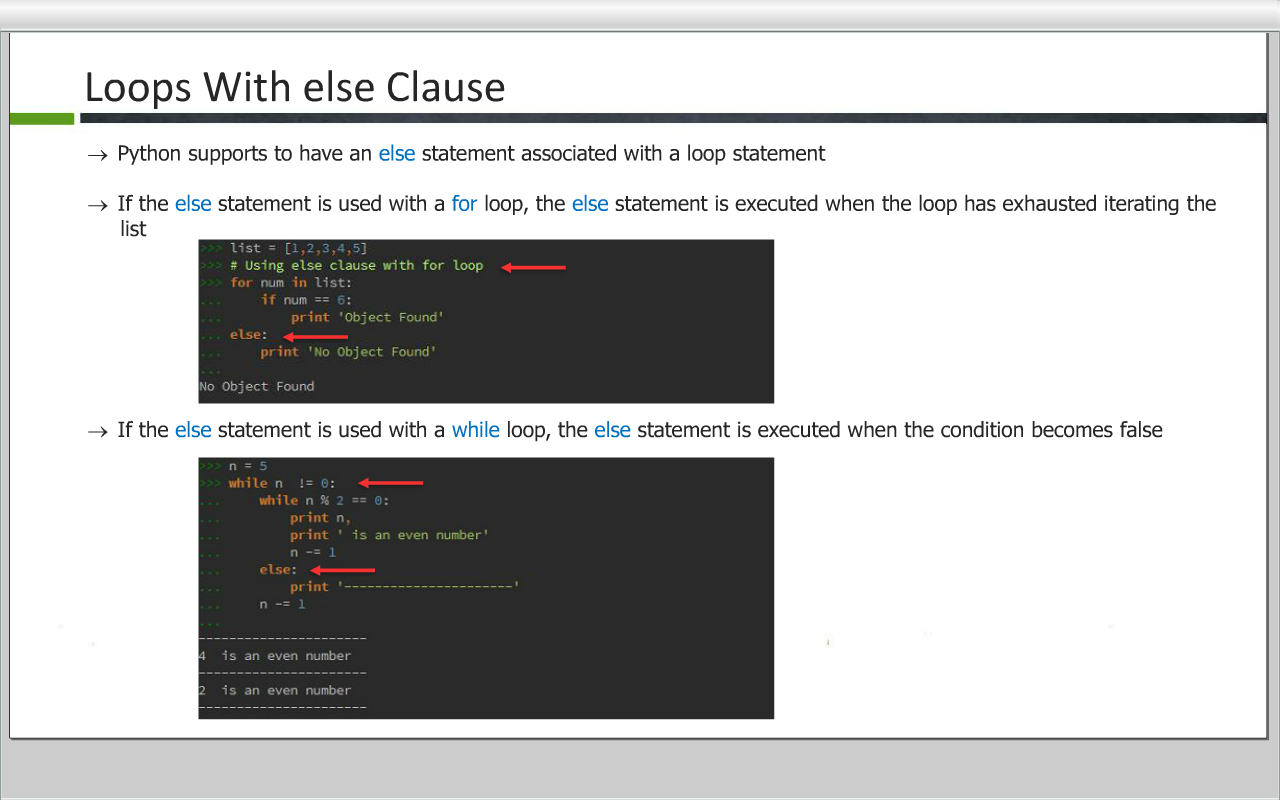 Loops With else Clause
→ Python supports to have an else statement associated with a loop statement
→ If the else statement is used with a for loop, the else statement is executed when the loop has exhausted iterating the
list
>>> list = [1,2,3,4,5]
>>> # Using else clause with for loop
>>> for num in list:
...     if num == 6:
...         print 'Object Found'
... else:
...     print 'No Object Found'
...
No Object Found
→ If the else statement is used with a while loop, the else statement is executed when the condition becomes false
>>> n = 5
>>> while n  != 0:
...     while n % 2 == 0:
...         print n,
...         print ' is an even number'
...         n -= 1
...     else:
...         print '----------------------'
...     n -= 1
...
----------------------
4  is an even number
----------------------
2  is an even number
----------------------